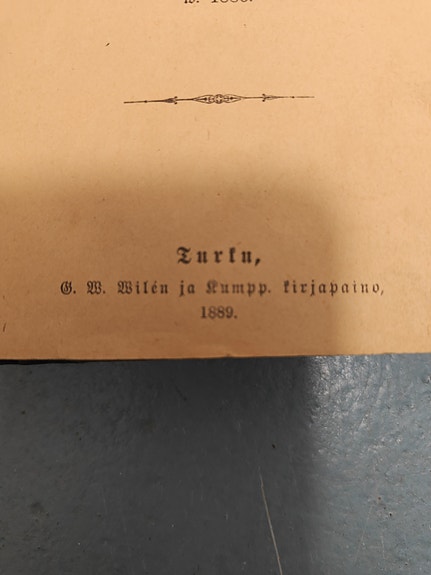 Turku,
G. W. Wilén ja Kumpp. kirjapaino,
1889.